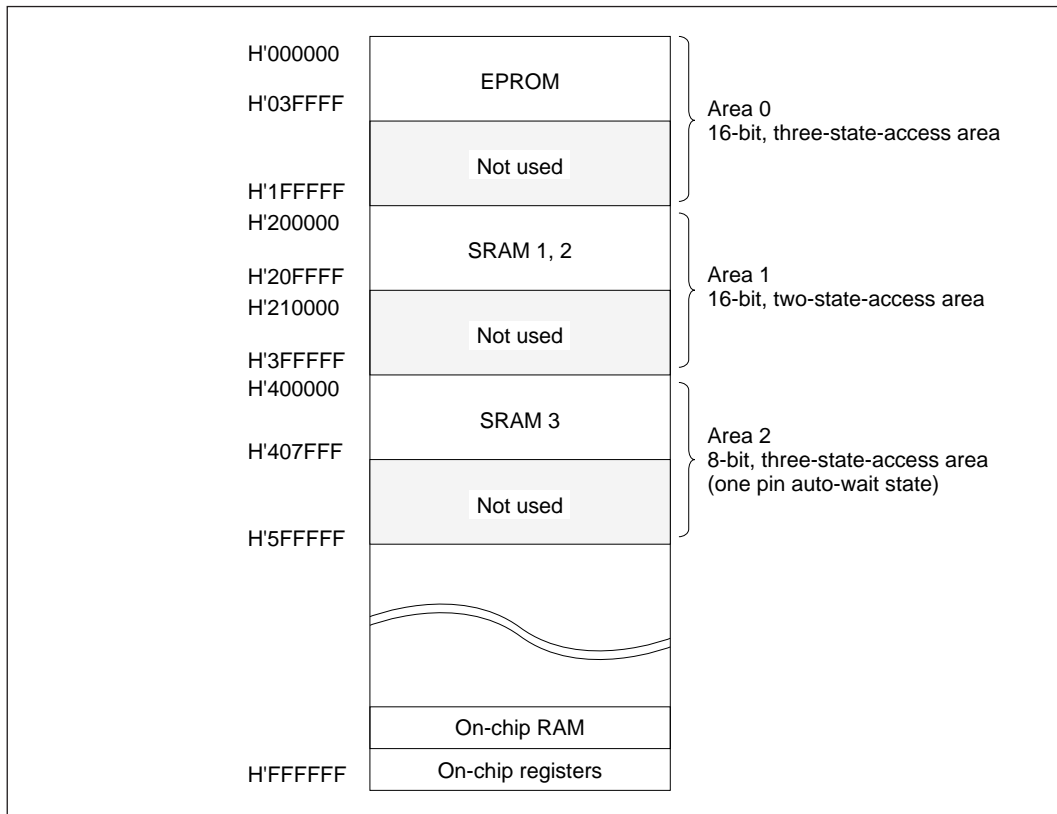 H'000000
EPROM
H'03FFFF
Area 0
16-bit, three-state-access area
Not used
H'1FFFFF
H'200000
SRAM 1, 2
H'20FFFF
Area 1
16-bit, two-state-access area
H'210000
Not used
H'3FFFFF
H'400000
SRAM 3
H'407FFF
Area 2
8-bit, three-state-access area
(one pin auto-wait state)
Not used
H'5FFFFF
On-chip RAM
H'FFFFFF
On-chip registers